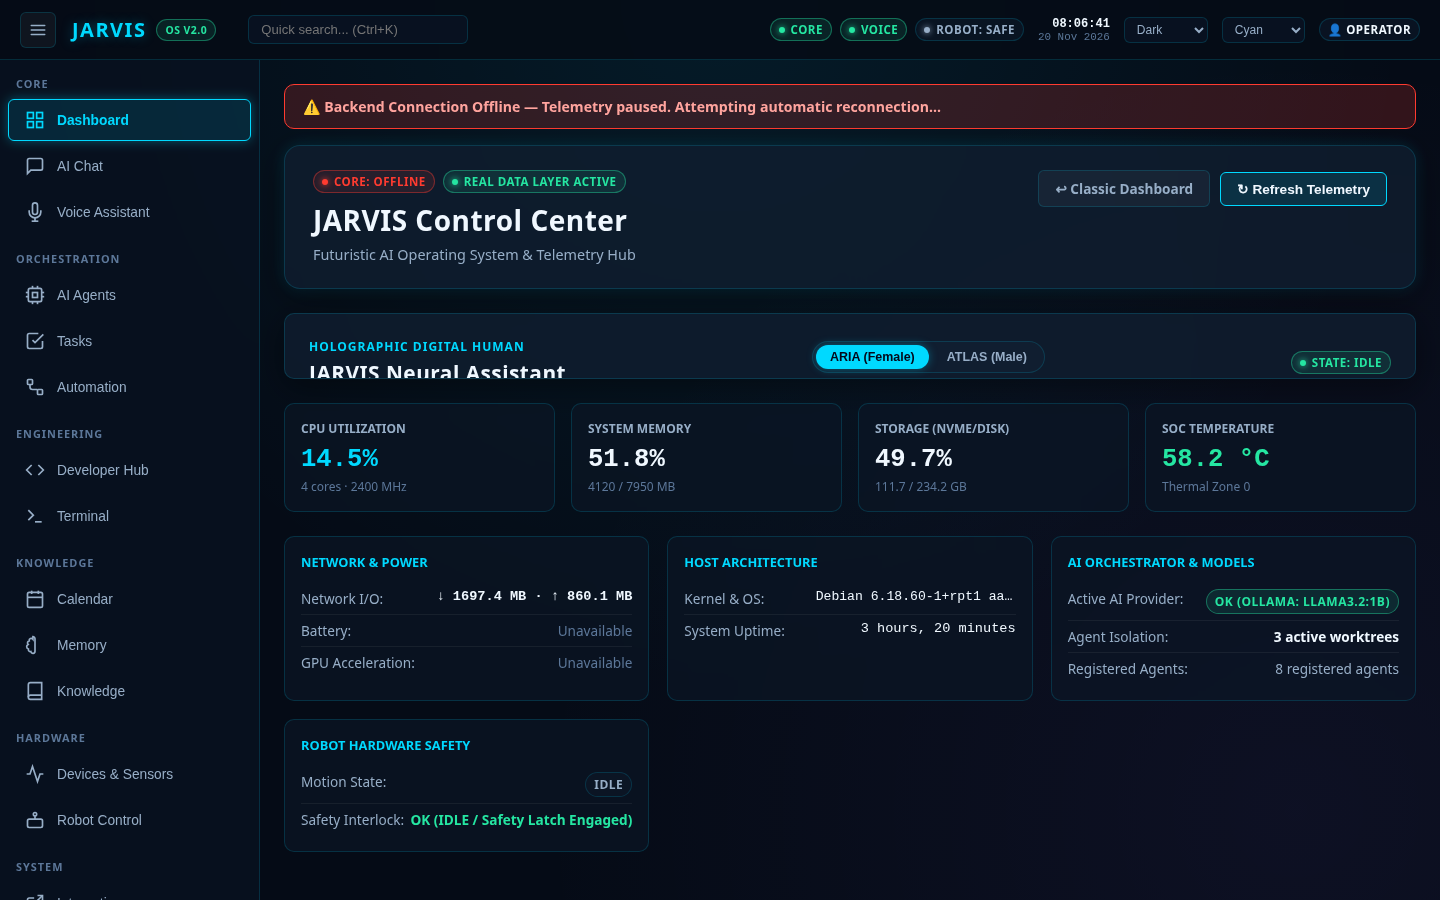 JARVIS
OS V2.0
Quick search... (Ctrl+K)
CORE
VOICE
ROBOT: SAFE
08:06:41
20 Nov 2026
Dark
Cyan
👤 OPERATOR
CORE
Dashboard
AI Chat
Voice Assistant
ORCHESTRATION
AI Agents
Tasks
Automation
ENGINEERING
Developer Hub
Terminal
KNOWLEDGE
Calendar
Memory
Knowledge
HARDWARE
Devices & Sensors
Robot Control
SYSTEM
⚠️ Backend Connection Offline — Telemetry paused. Attempting automatic reconnection...
CORE: OFFLINE
REAL DATA LAYER ACTIVE
JARVIS Control Center
Futuristic AI Operating System & Telemetry Hub
↩ Classic Dashboard
↻ Refresh Telemetry
HOLOGRAPHIC DIGITAL HUMAN
JARVIS Neural Assistant
ARIA (Female)
ATLAS (Male)
STATE: IDLE
CPU UTILIZATION
14.5%
4 cores · 2400 MHz
SYSTEM MEMORY
51.8%
4120 / 7950 MB
STORAGE (NVME/DISK)
49.7%
111.7 / 234.2 GB
SOC TEMPERATURE
58.2 °C
Thermal Zone 0
NETWORK & POWER
Network I/O: ↓ 1697.4 MB · ↑ 860.1 MB
Battery: Unavailable
GPU Acceleration: Unavailable
HOST ARCHITECTURE
Kernel & OS: Debian 6.18.60-1+rpt1 aa…
System Uptime: 3 hours, 20 minutes
AI ORCHESTRATOR & MODELS
Active AI Provider: OK (OLLAMA: LLAMA3.2:1B)
Agent Isolation: 3 active worktrees
Registered Agents: 8 registered agents
ROBOT HARDWARE SAFETY
Motion State: IDLE
Safety Interlock: OK (IDLE / Safety Latch Engaged)